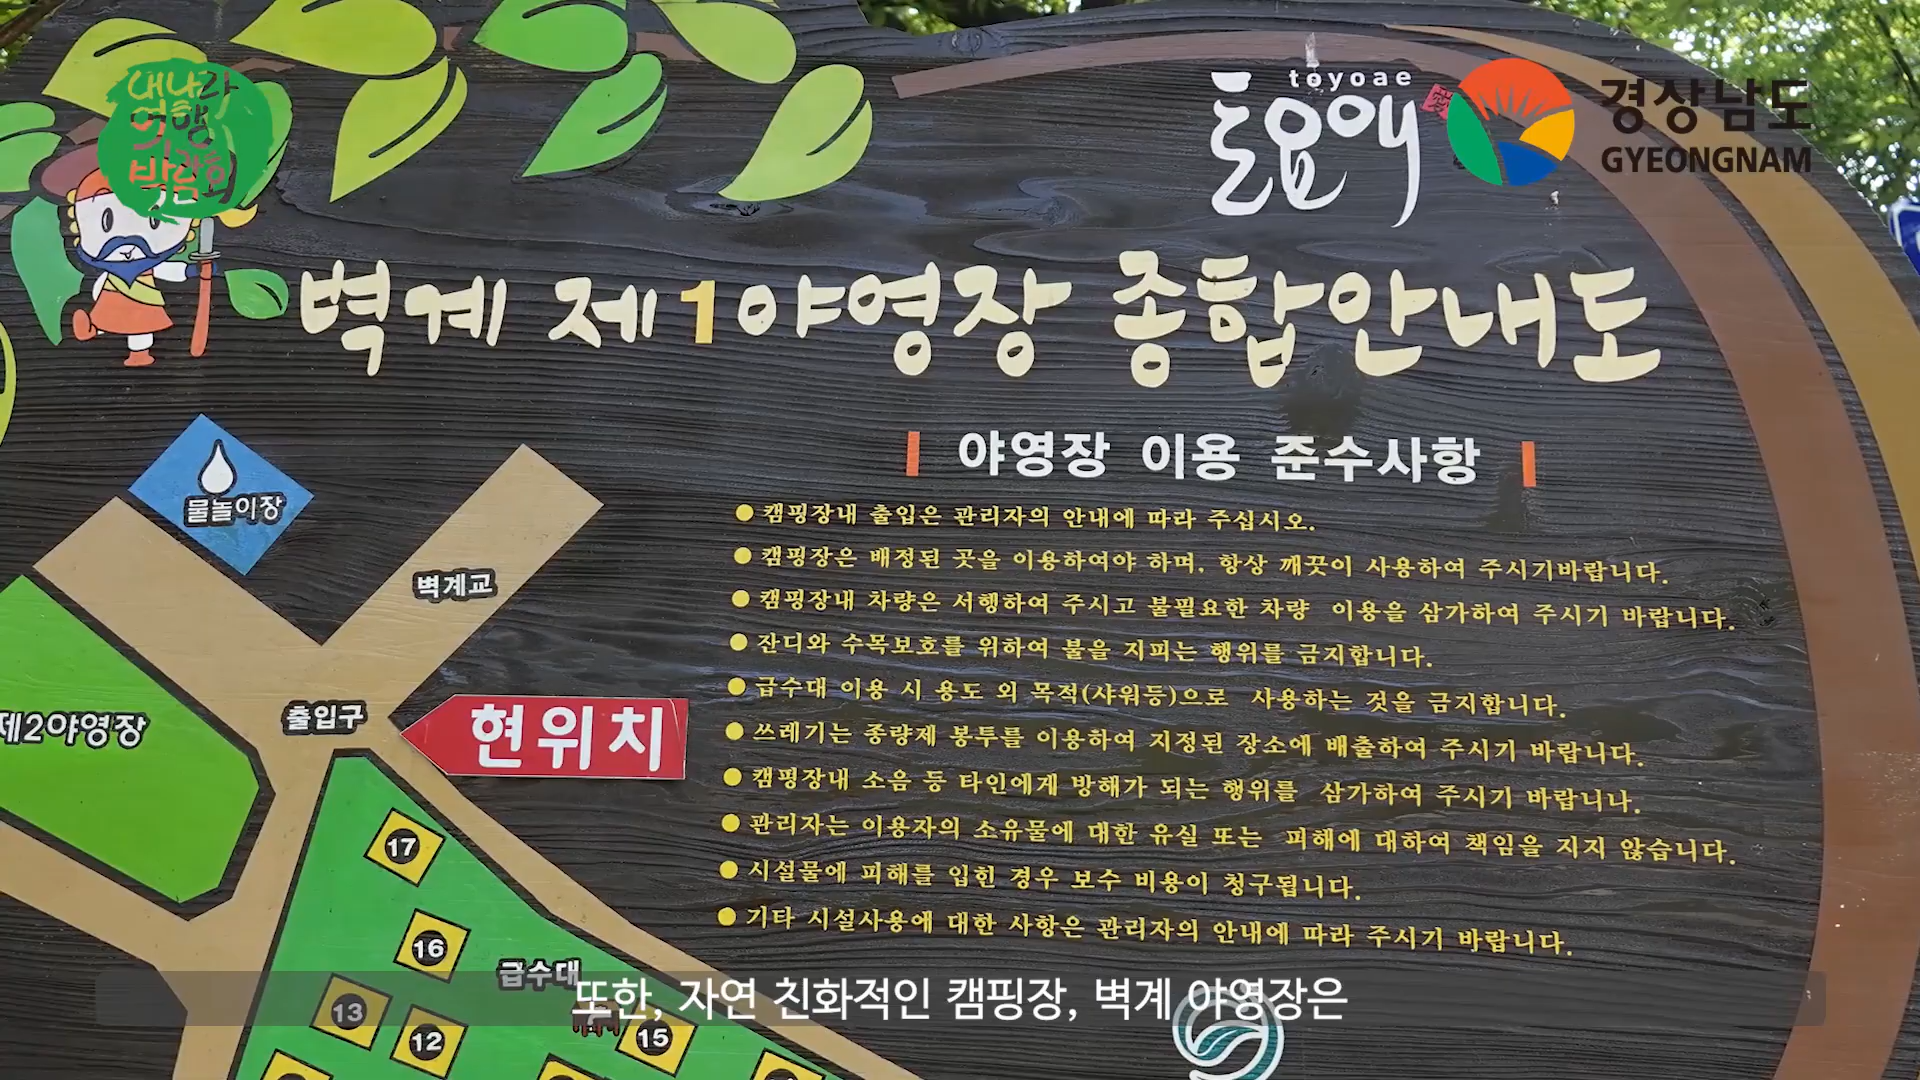 내나라
여행
박람회
toyoae
토요애
경상남도
GYEONGNAM
벽계 제1야영장 종합안내도
물놀이장
벽계교
제2야영장
출입구
현위치
야영장 이용 준수사항
● 캠핑장내 출입은 관리자의 안내에 따라 주십시오.
● 캠핑장은 배정된 곳을 이용하여야 하며, 항상 깨끗이 사용하여 주시기바랍니다.
● 캠핑장내 차량은 서행하여 주시고 불필요한 차량 이용을 삼가하여 주시기 바랍니다.
● 잔디와 수목보호를 위하여 불을 지피는 행위를 금지합니다.
● 급수대 이용 시 용도 외 목적(샤워등)으로 사용하는 것을 금지합니다.
● 쓰레기는 종량제 봉투를 이용하여 지정된 장소에 배출하여 주시기 바랍니다.
● 캠핑장내 소음 등 타인에게 방해가 되는 행위를 삼가하여 주시기 바랍니다.
● 관리자는 이용자의 소유물에 대한 유실 또는 피해에 대하여 책임을 지지 않습니다.
● 시설물에 피해를 입힌 경우 보수 비용이 청구됩니다.
● 기타 시설사용에 대한 사항은 관리자의 안내에 따라 주시기 바랍니다.
17
16
급수대
13
12
15
또한, 자연 친화적인 캠핑장, 벽계 야영장은